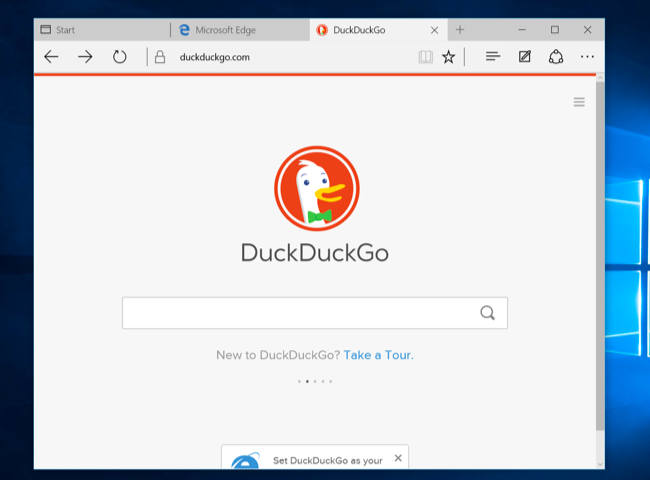 Start
Microsoft Edge
DuckDuckGo
duckduckgo.com
DuckDuckGo
New to DuckDuckGo? Take a Tour.
Set DuckDuckGo as your